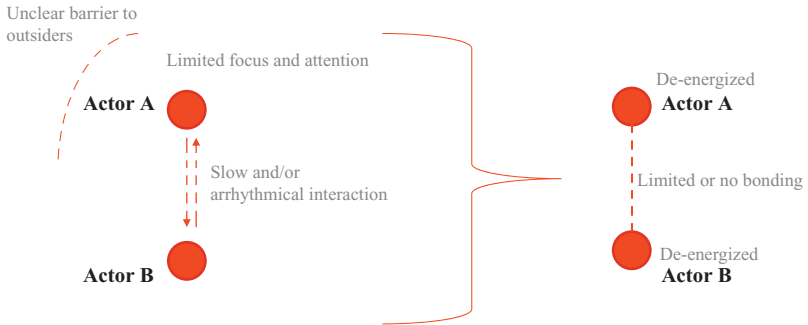 Unclear barrier to
outsiders
Limited focus and attention
Actor A
Slow and/or
arrhythmical interaction
Actor B
De-energized
Actor A
Limited or no bonding
De-energized
Actor B